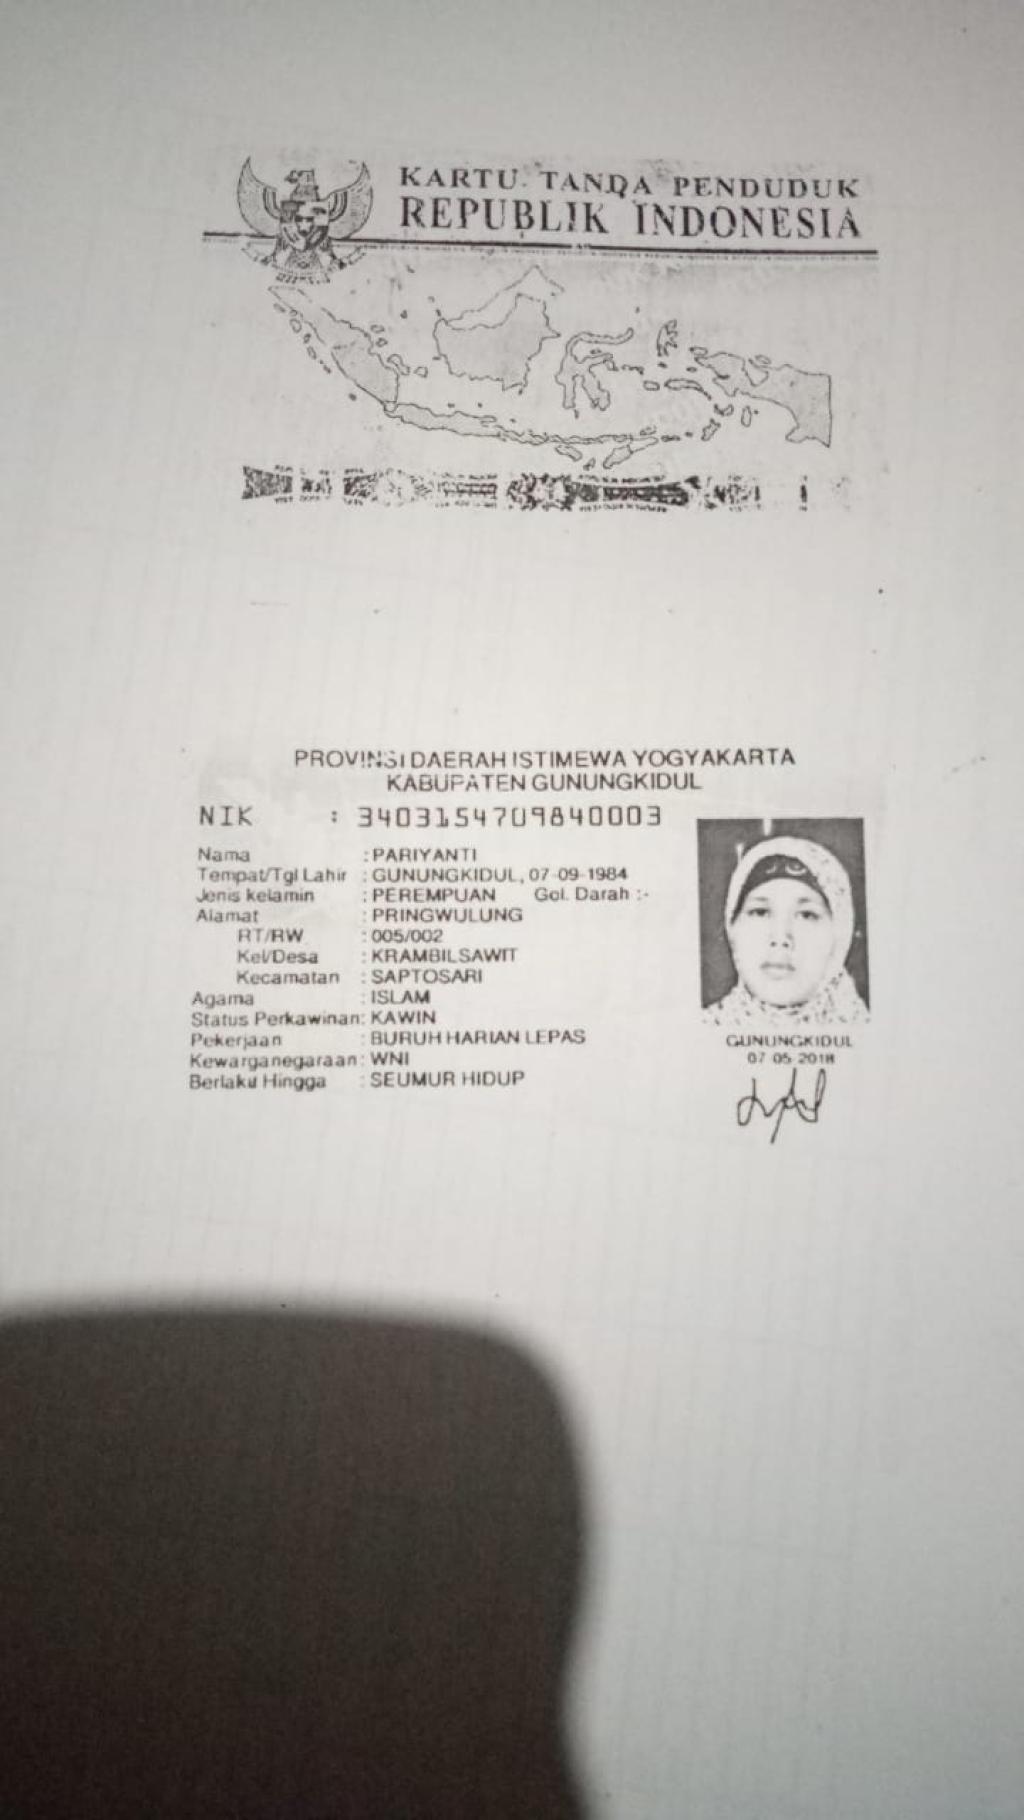 KARTU TANDA PENDUDUK
REPUBLIK INDONESIA
PROVINSI DAERAH ISTIMEWA YOGYAKARTA
KABUPATEN GUNUNGKIDUL
NIK : 3403154709840003
Nama : PARIYANTI
Tempat/Tgl Lahir : GUNUNGKIDUL, 07-09-1984
Jenis kelamin : PEREMPUAN Gol. Darah :-
Alamat : PRINGWULUNG
RT/RW : 005/002
Kel/Desa : KRAMBILSAWIT
Kecamatan : SAPTOSARI
Agama : ISLAM
Status Perkawinan: KAWIN
Pekerjaan : BURUH HARIAN LEPAS
Kewarganegaraan: WNI
Berlaku Hingga : SEUMUR HIDUP
GUNUNGKIDUL
07-05-2018